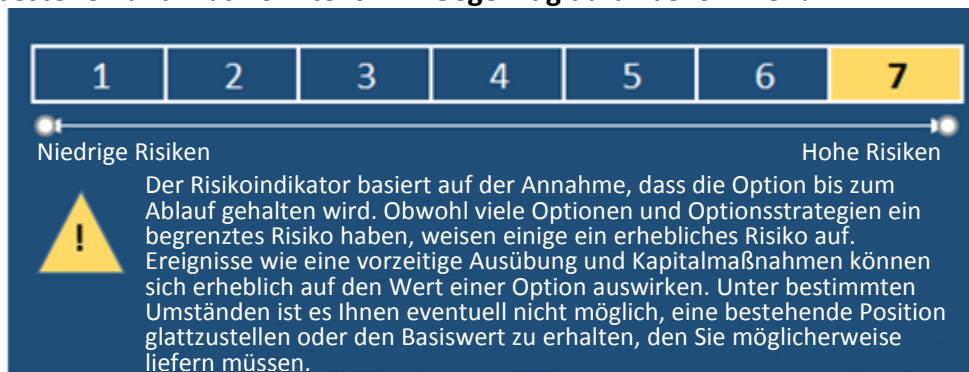 1 2 3 4 5 6 7
Niedrige Risiken Hohe Risiken
Der Risikoindikator basiert auf der Annahme, dass die Option bis zum
Ablauf gehalten wird. Obwohl viele Optionen und Optionsstrategien ein
! begrenztes Risiko haben, weisen einige ein erhebliches Risiko auf.
Ereignisse wie eine vorzeitige Ausübung und Kapitalmaßnahmen können
sich erheblich auf den Wert einer Option auswirken. Unter bestimmten
Umständen ist es Ihnen eventuell nicht möglich, eine bestehende Position
glattzustellen oder den Basiswert zu erhalten, den Sie möglicherweise
liefern müssen.